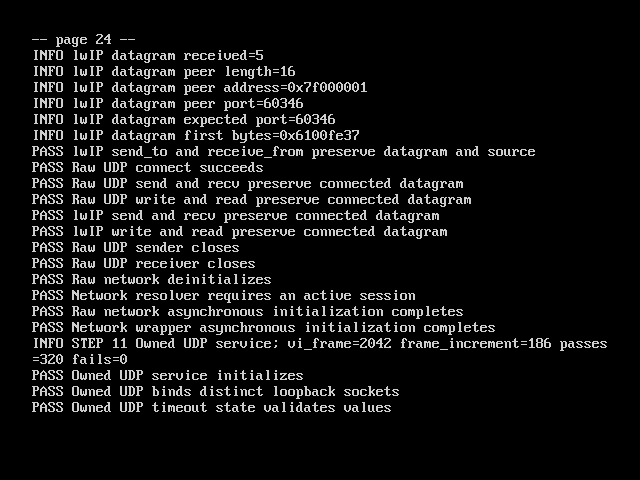 -- page 24 --
INFO lwIP datagram received=5
INFO lwIP datagram peer length=16
INFO lwIP datagram peer address=0x7f000001
INFO lwIP datagram peer port=60346
INFO lwIP datagram expected port=60346
INFO lwIP datagram first bytes=0x6100fe37
PASS lwIP send_to and receive_from preserve datagram and source
PASS Raw UDP connect succeeds
PASS Raw UDP send and recv preserve connected datagram
PASS Raw UDP write and read preserve connected datagram
PASS lwIP send and recv preserve connected datagram
PASS lwIP write and read preserve connected datagram
PASS Raw UDP sender closes
PASS Raw UDP receiver closes
PASS Raw network deinitializes
PASS Network resolver requires an active session
PASS Raw network asynchronous initialization completes
PASS Network wrapper asynchronous initialization completes
INFO STEP 11 Owned UDP service; vi_frame=2042 frame_increment=186 passes
=320 fails=0
PASS Owned UDP service initializes
PASS Owned UDP binds distinct loopback sockets
PASS Owned UDP timeout state validates values